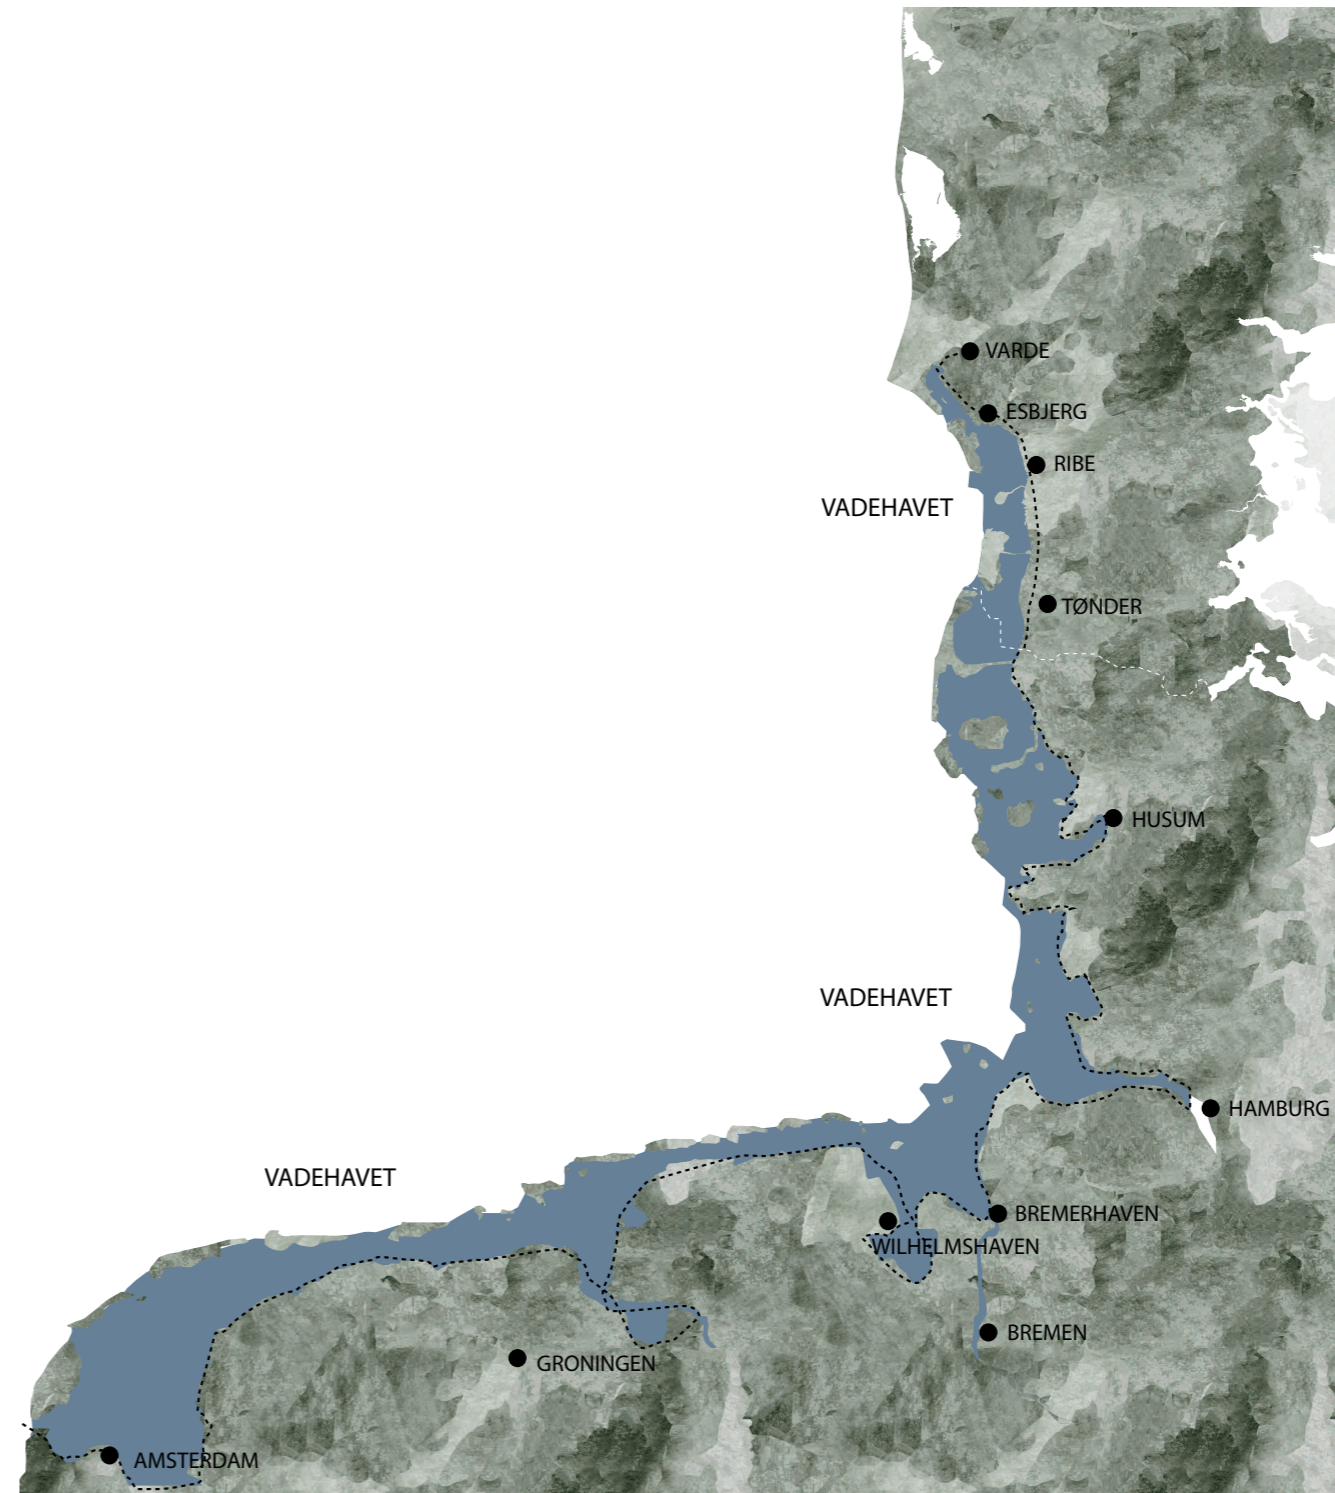 VARDE
ESBJERG
RIBE
VADEHAVET
TØNDER
HUSUM
VADEHAVET
HAMBURG
VADEHAVET
BREMERHAVEN
WILHELMSHAVEN
BREMEN
GRONINGEN
AMSTERDAM